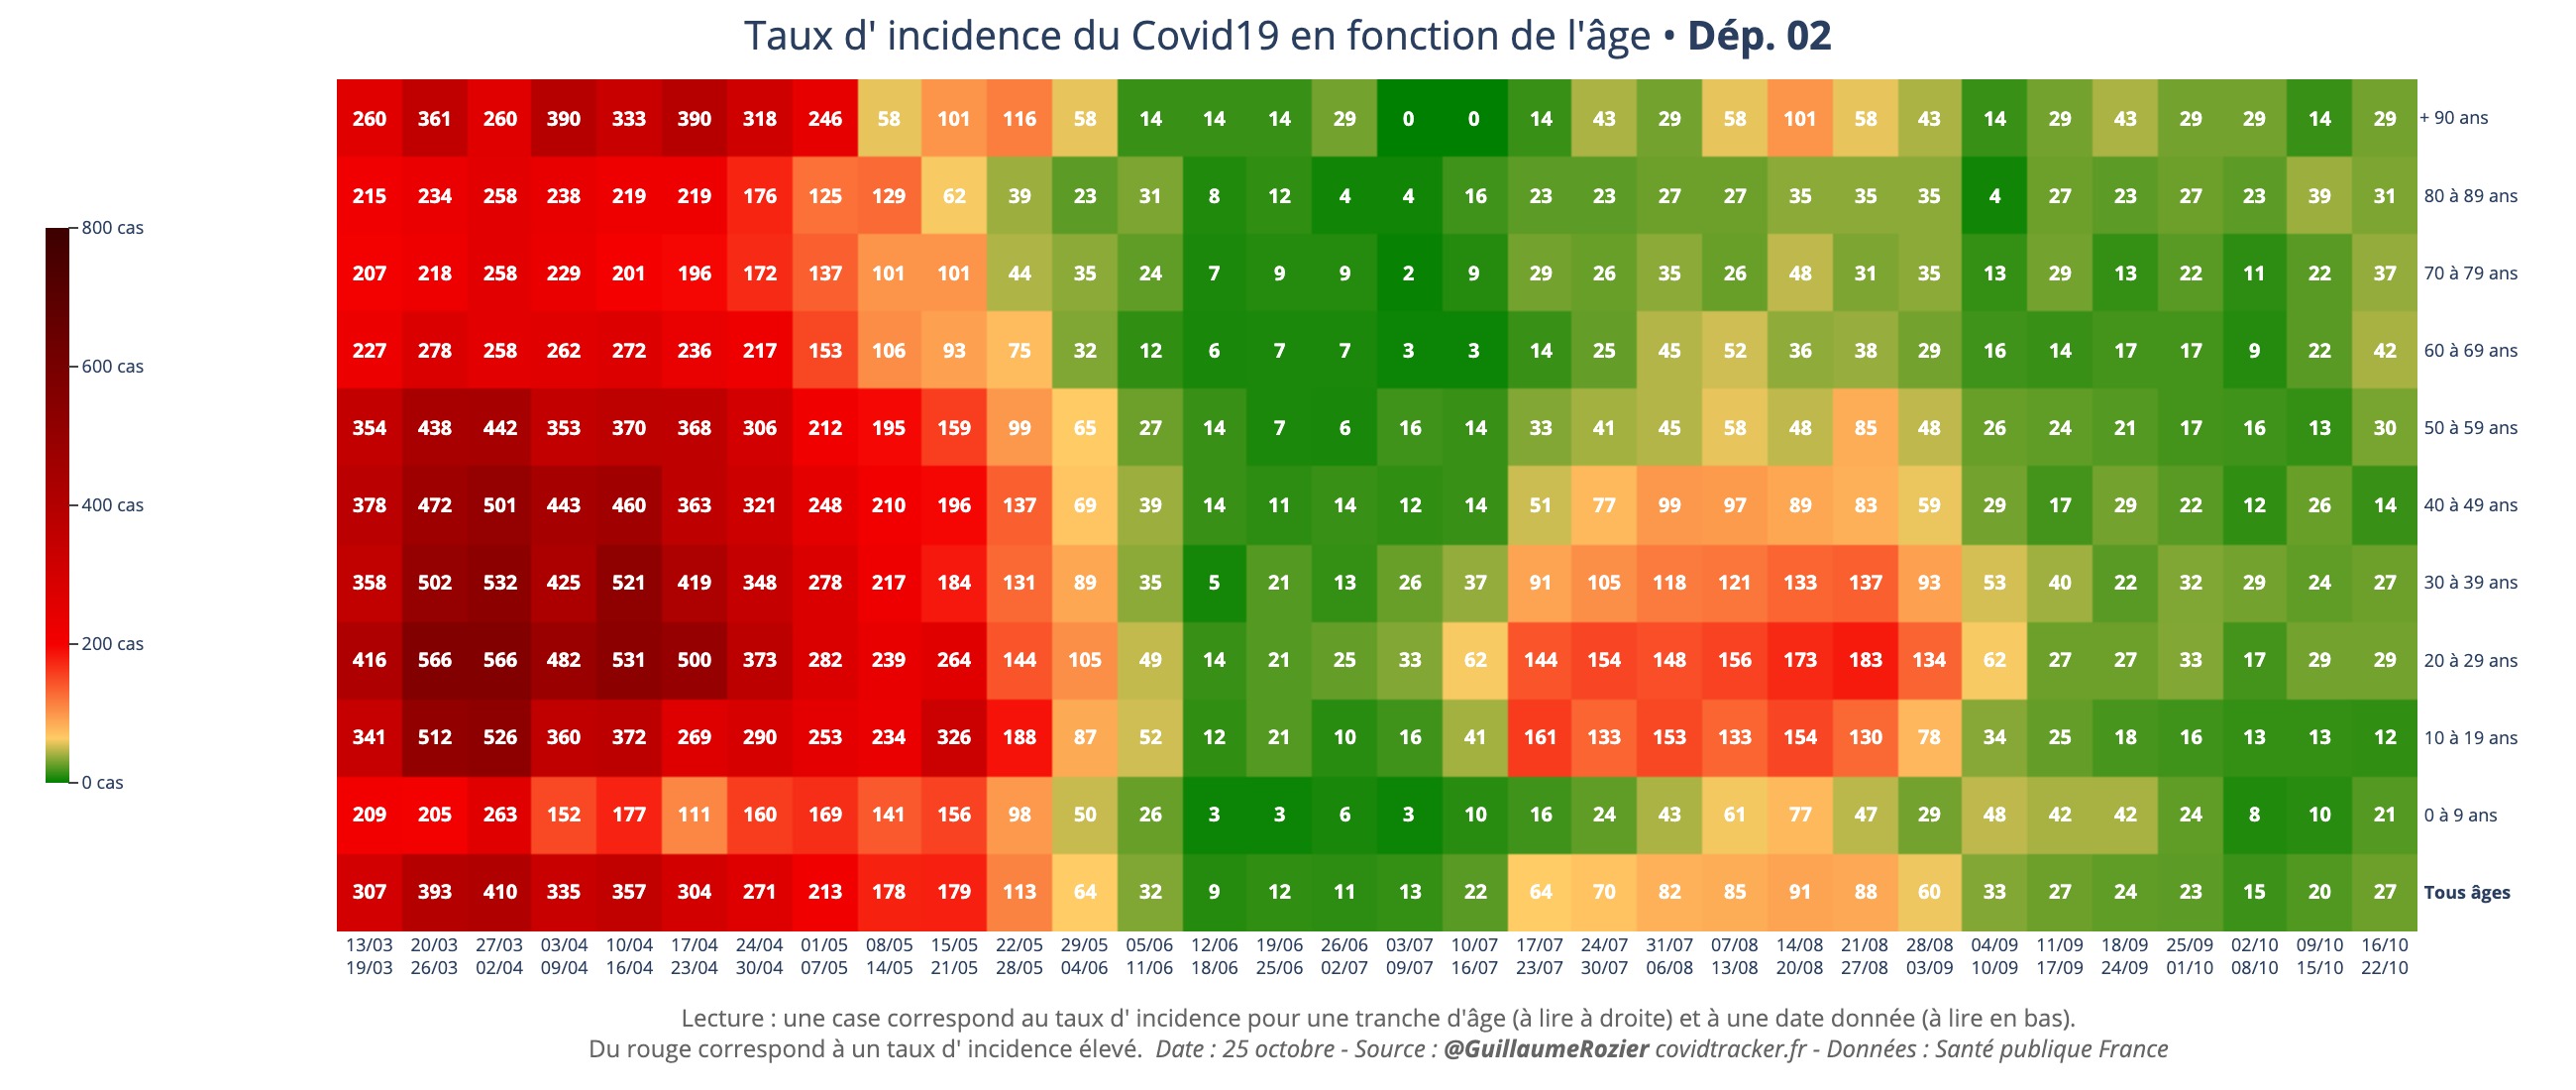 Taux d' incidence du Covid19 en fonction de l'âge • Dép. 02
800 cas
600 cas
400 cas
200 cas
0 cas
260 361 260 390 333 390 318 246 58 101 116 58 14 14 14 29 0 0 14 43 29 58 101 58 43 14 29 43 29 29 14 29 + 90 ans
215 234 258 238 219 219 176 125 129 62 39 23 31 8 12 4 4 16 23 23 27 27 35 35 35 4 27 23 27 23 39 31 80 à 89 ans
207 218 258 229 201 196 172 137 101 101 44 35 24 7 9 9 2 9 29 26 35 26 48 31 35 13 29 13 22 11 22 37 70 à 79 ans
227 278 258 262 272 236 217 153 106 93 75 32 12 6 7 7 3 3 14 25 45 52 36 38 29 16 14 17 17 9 22 42 60 à 69 ans
354 438 442 353 370 368 306 212 195 159 99 65 27 14 7 6 16 14 33 41 45 58 48 85 48 26 24 21 17 16 13 30 50 à 59 ans
378 472 501 443 460 363 321 248 210 196 137 69 39 14 11 14 12 14 51 77 99 97 89 83 59 29 17 29 22 12 26 14 40 à 49 ans
358 502 532 425 521 419 348 278 217 184 131 89 35 5 21 13 26 37 91 105 118 121 133 137 93 53 40 22 32 29 24 27 30 à 39 ans
416 566 566 482 531 500 373 282 239 264 144 105 49 14 21 25 33 62 144 154 148 156 173 183 134 62 27 27 33 17 29 29 20 à 29 ans
341 512 526 360 372 269 290 253 234 326 188 87 52 12 21 10 16 41 161 133 153 133 154 130 78 34 25 18 16 13 13 12 10 à 19 ans
209 205 263 152 177 111 160 169 141 156 98 50 26 3 3 6 3 10 16 24 43 61 77 47 29 48 42 42 24 8 10 21 0 à 9 ans
307 393 410 335 357 304 271 213 178 179 113 64 32 9 12 11 13 22 64 70 82 85 91 88 60 33 27 24 23 15 20 27 Tous âges
13/03 20/03 27/03 03/04 10/04 17/04 24/04 01/05 08/05 15/05 22/05 29/05 05/06 12/06 19/06 26/06 03/07 10/07 17/07 24/07 31/07 07/08 14/08 21/08 28/08 04/09 11/09 18/09 25/09 02/10 09/10 16/10
19/03 26/03 02/04 09/04 16/04 23/04 30/04 07/05 14/05 21/05 28/05 04/06 11/06 18/06 25/06 02/07 09/07 16/07 23/07 30/07 06/08 13/08 20/08 27/08 03/09 10/09 17/09 24/09 01/10 08/10 15/10 22/10
Lecture : une case correspond au taux d' incidence pour une tranche d'âge (à lire à droite) et à une date donnée (à lire en bas).
Du rouge correspond à un taux d' incidence élevé. Date : 25 octobre - Source : @GuillaumeRozier covidtracker.fr - Données : Santé publique France